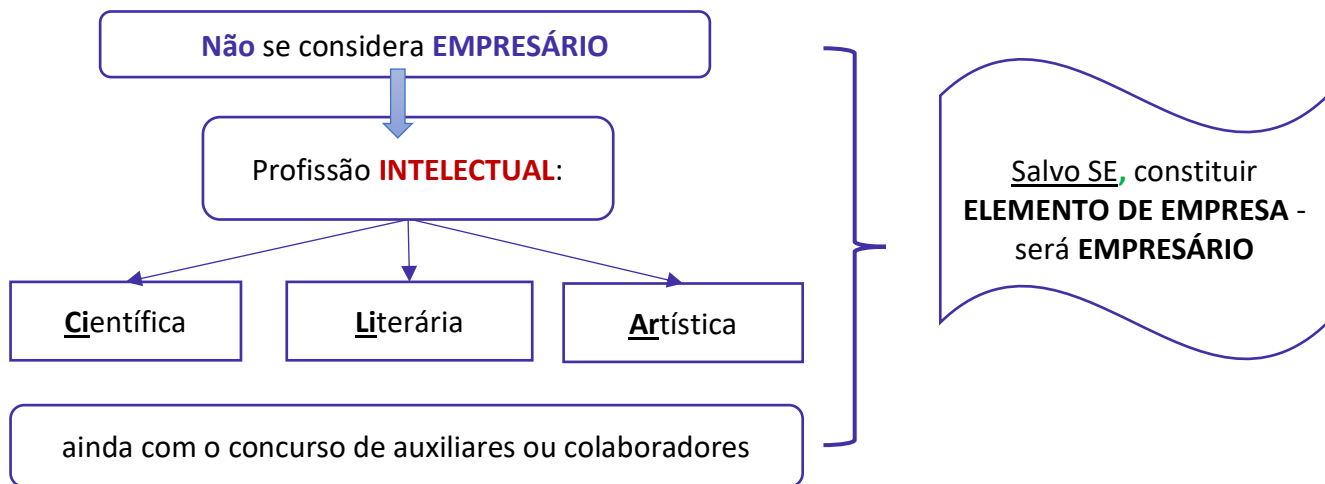 Não se considera EMPRESÁRIO
Profissão INTELECTUAL:
Científica
Literária
Artística
ainda com o concurso de auxiliares ou colaboradores
Salvo SE, constituir
ELEMENTO DE EMPRESA -
será EMPRESÁRIO